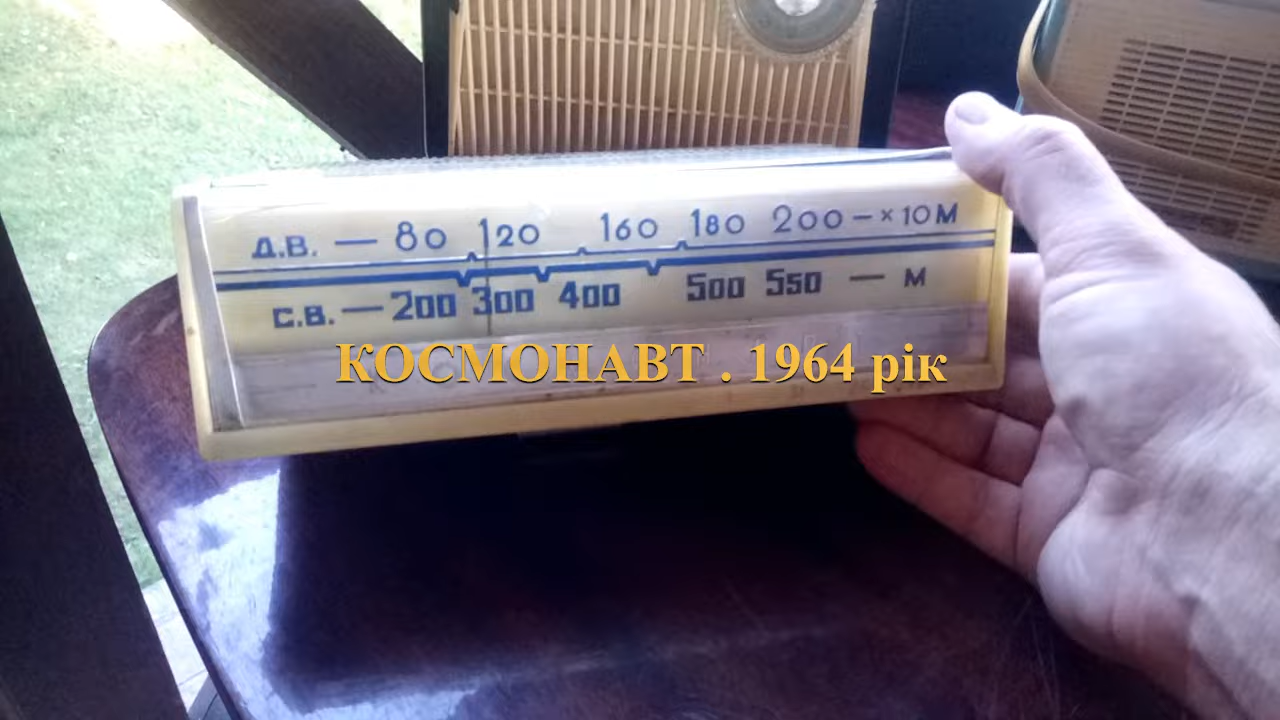 Д.В. — 80 120 160 180 200 — × 10 М
С.В. — 200 300 400 500 550 — М
КОСМОНАВТ . 1964 рік